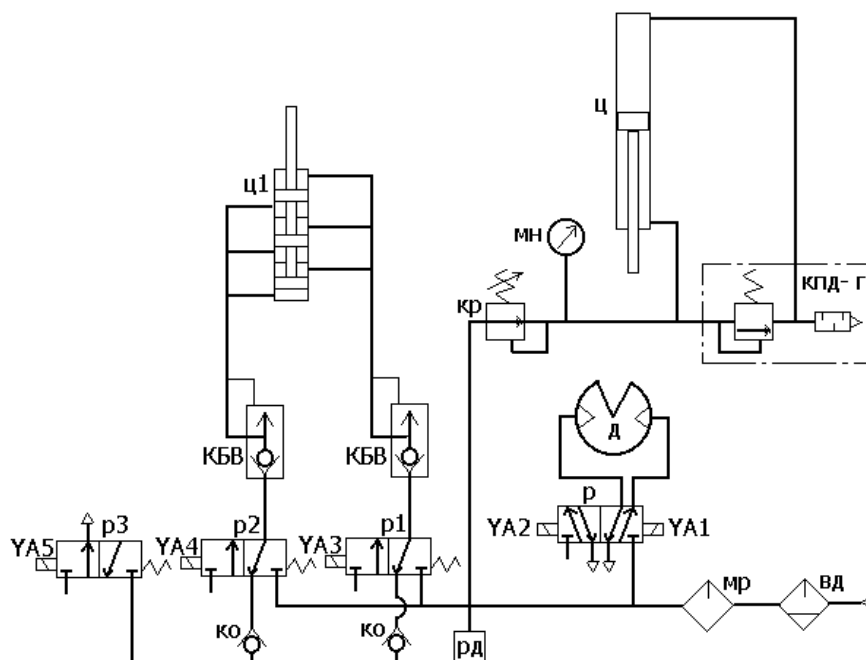 ц
ц1
мн
кпд- г
кр
д
КБВ
КБВ
р
р3
р2
р1
YA2
YA1
YA5
YA4
YA3
мр
вд
ко
ко
рд